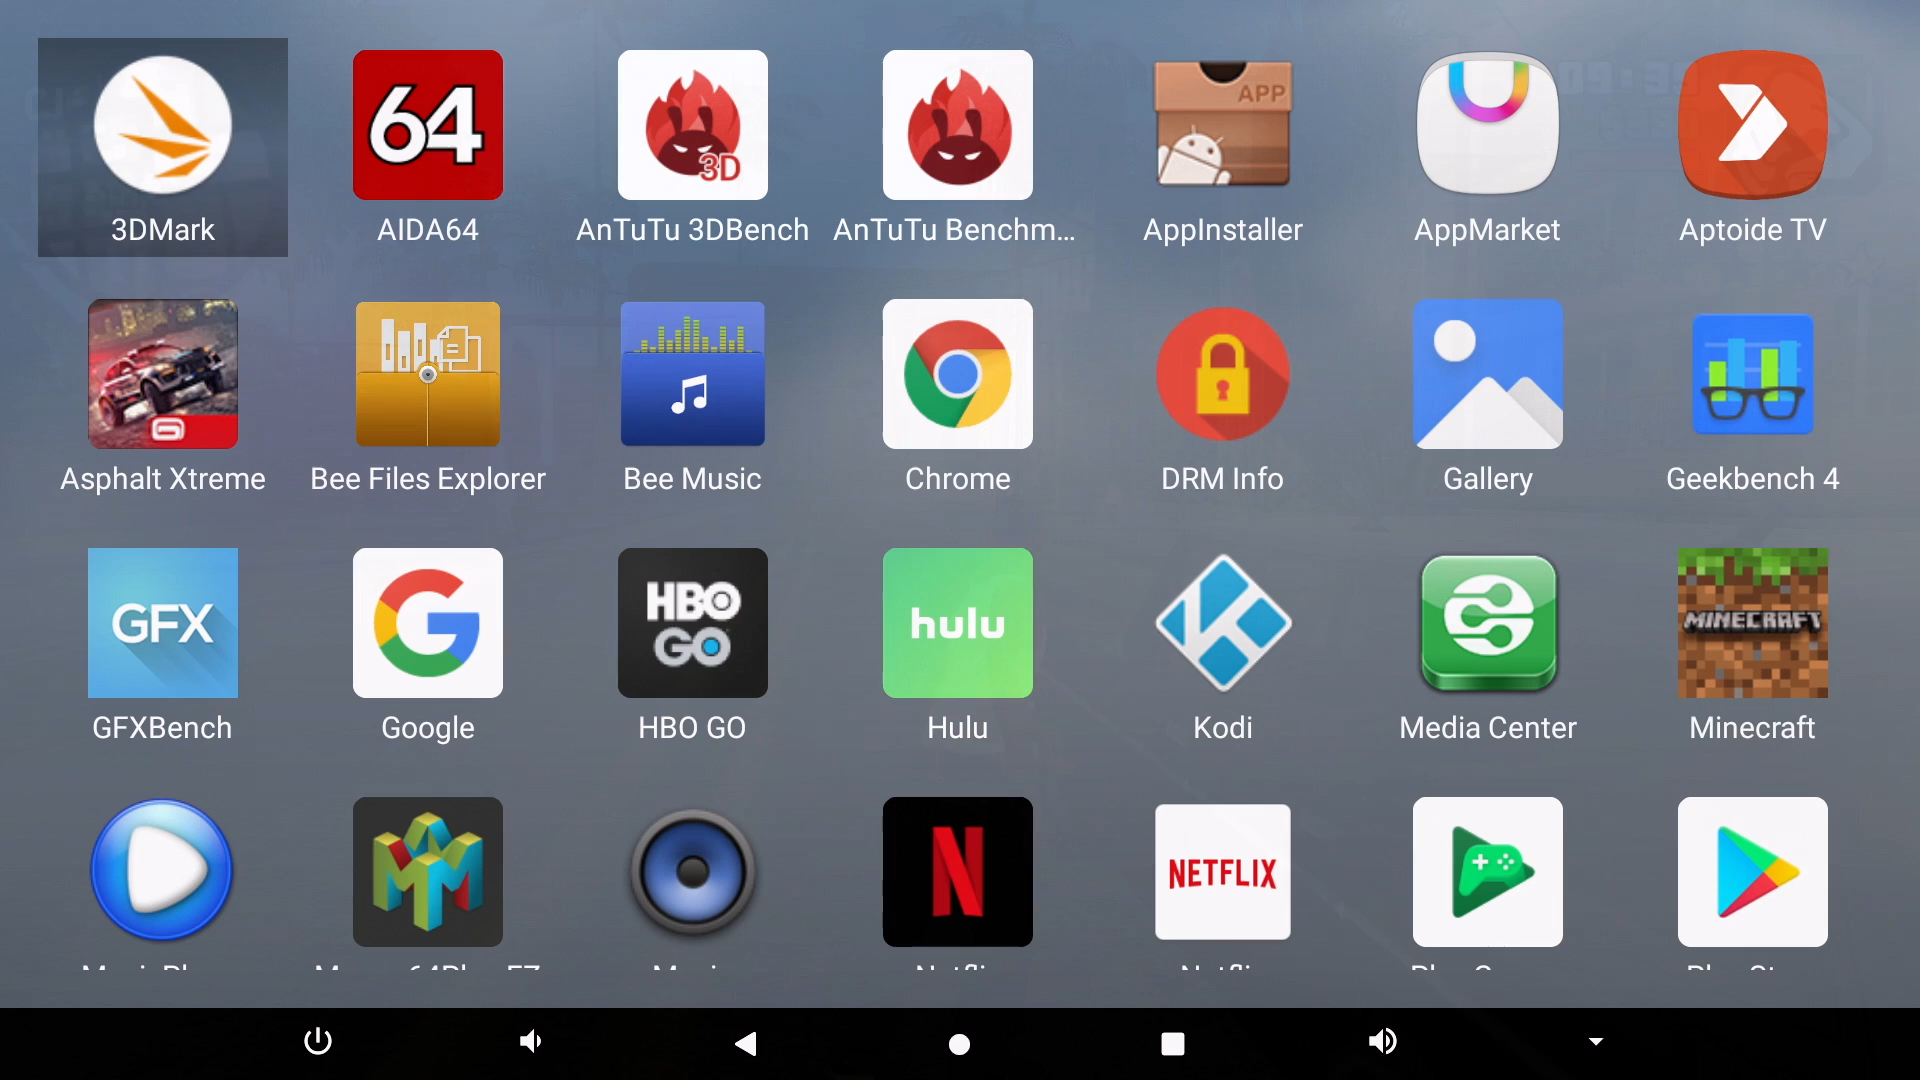 64
3D
APP
3DMark
AIDA64
AnTuTu 3DBench
AnTuTu Benchm...
AppInstaller
AppMarket
Aptoide TV
Asphalt Xtreme
Bee Files Explorer
Bee Music
Chrome
DRM Info
Gallery
Geekbench 4
GFX
G
HBO
GO
hulu
MINECRAFT
GFXBench
Google
HBO GO
Hulu
Kodi
Media Center
Minecraft
N
NETFLIX